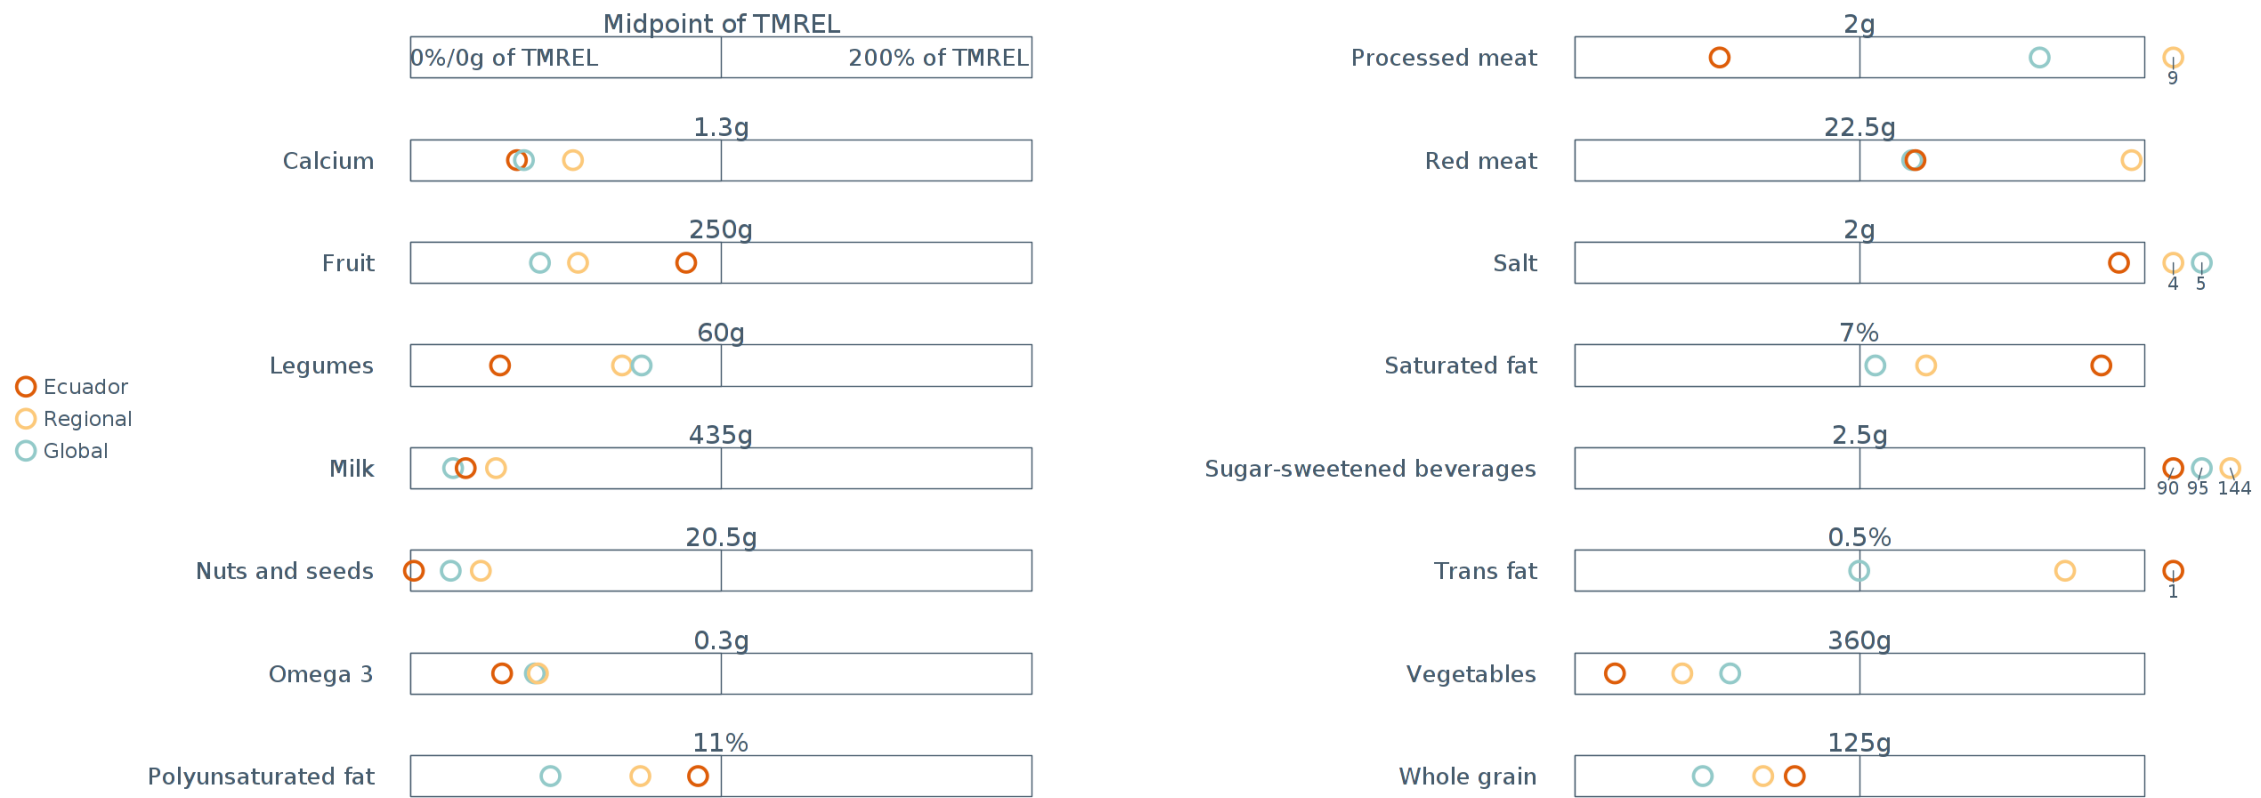 Midpoint of TMREL
0%/0g of TMREL
200% of TMREL
1.3g
Calcium
250g
Fruit
60g
Legumes
435g
Milk
20.5g
Nuts and seeds
0.3g
Omega 3
11%
Polyunsaturated fat
Ecuador
Regional
Global
2g
Processed meat
9
22.5g
Red meat
2g
Salt
4 5
7%
Saturated fat
2.5g
Sugar-sweetened beverages
90 95 144
0.5%
Trans fat
1
360g
Vegetables
125g
Whole grain